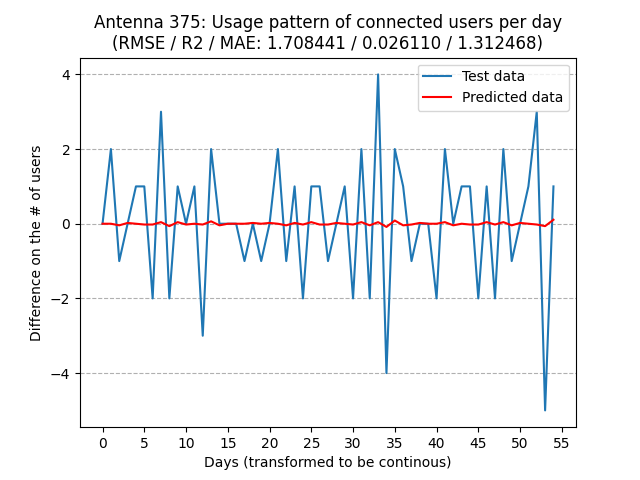 Antenna 375: Usage pattern of connected users per day
(RMSE / R2 / MAE: 1.708441 / 0.026110 / 1.312468)
Test data
Predicted data
Difference on the # of users
4
2
0
−2
−4
0 5 10 15 20 25 30 35 40 45 50 55
Days (transformed to be continous)